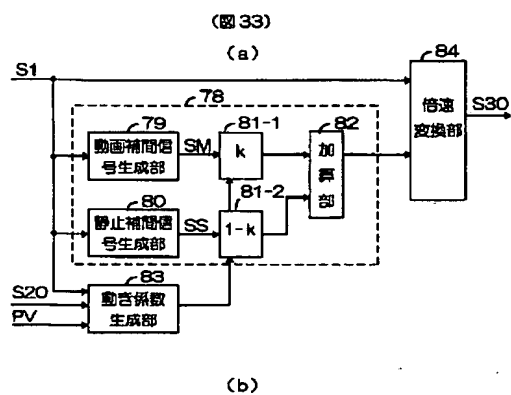 (図33)
(a)
S1
84
倍速
変換部
S30
78
79
動画補間信
号生成部
SM
81-1
k
82
加
算
部
81-2
80
静止補間信
号生成部
SS
1-k
83
S20
PV
動き係数
生成部
(b)